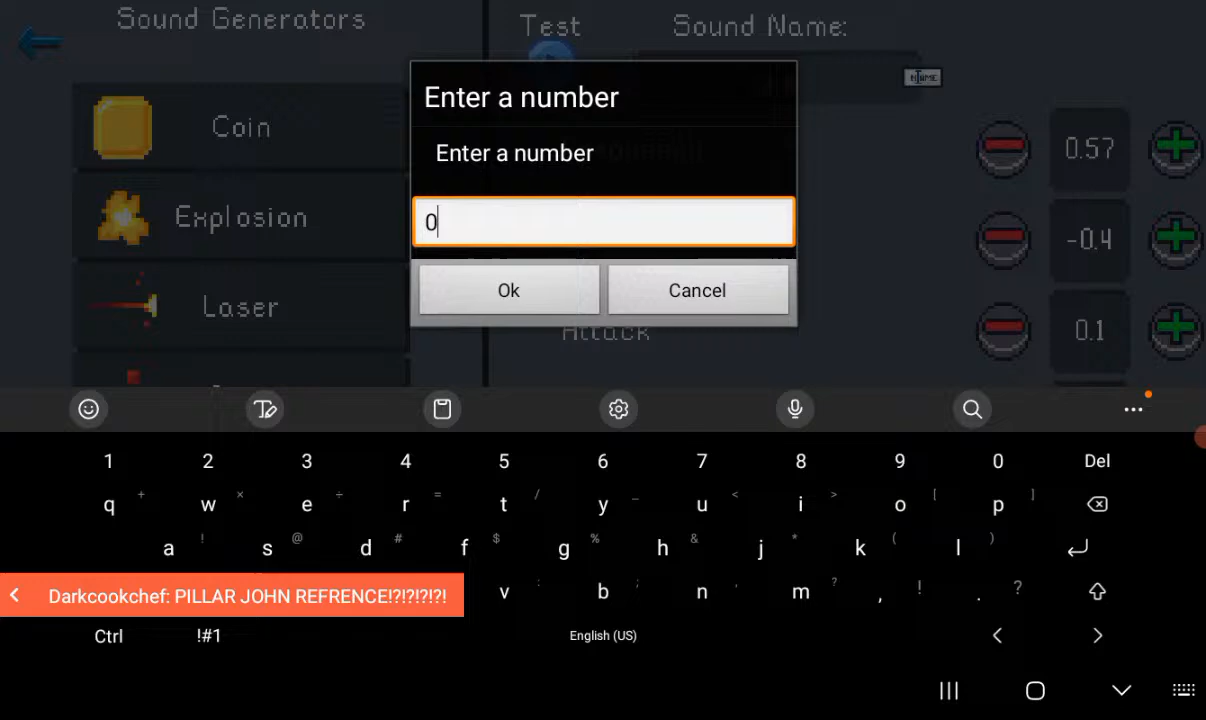 Sound Generators
Test
Sound Name:
Enter a number
Coin
Enter a number
0.57
Explosion
0
-0.4
Laser
Ok
Cancel
Attack
0.1
1 2 3 4 5 6 7 8 9 0 Del
q + w × e ÷ r = t / y _ u < i > o [ p ]
a ! s @ d # f $ g % h & j * k ( l )
Darkcookchef: PILLAR JOHN REFRENCE!?!?!?!?!
v : b ; n , m ? , ! . ?
Ctrl !#1 English (US) < >